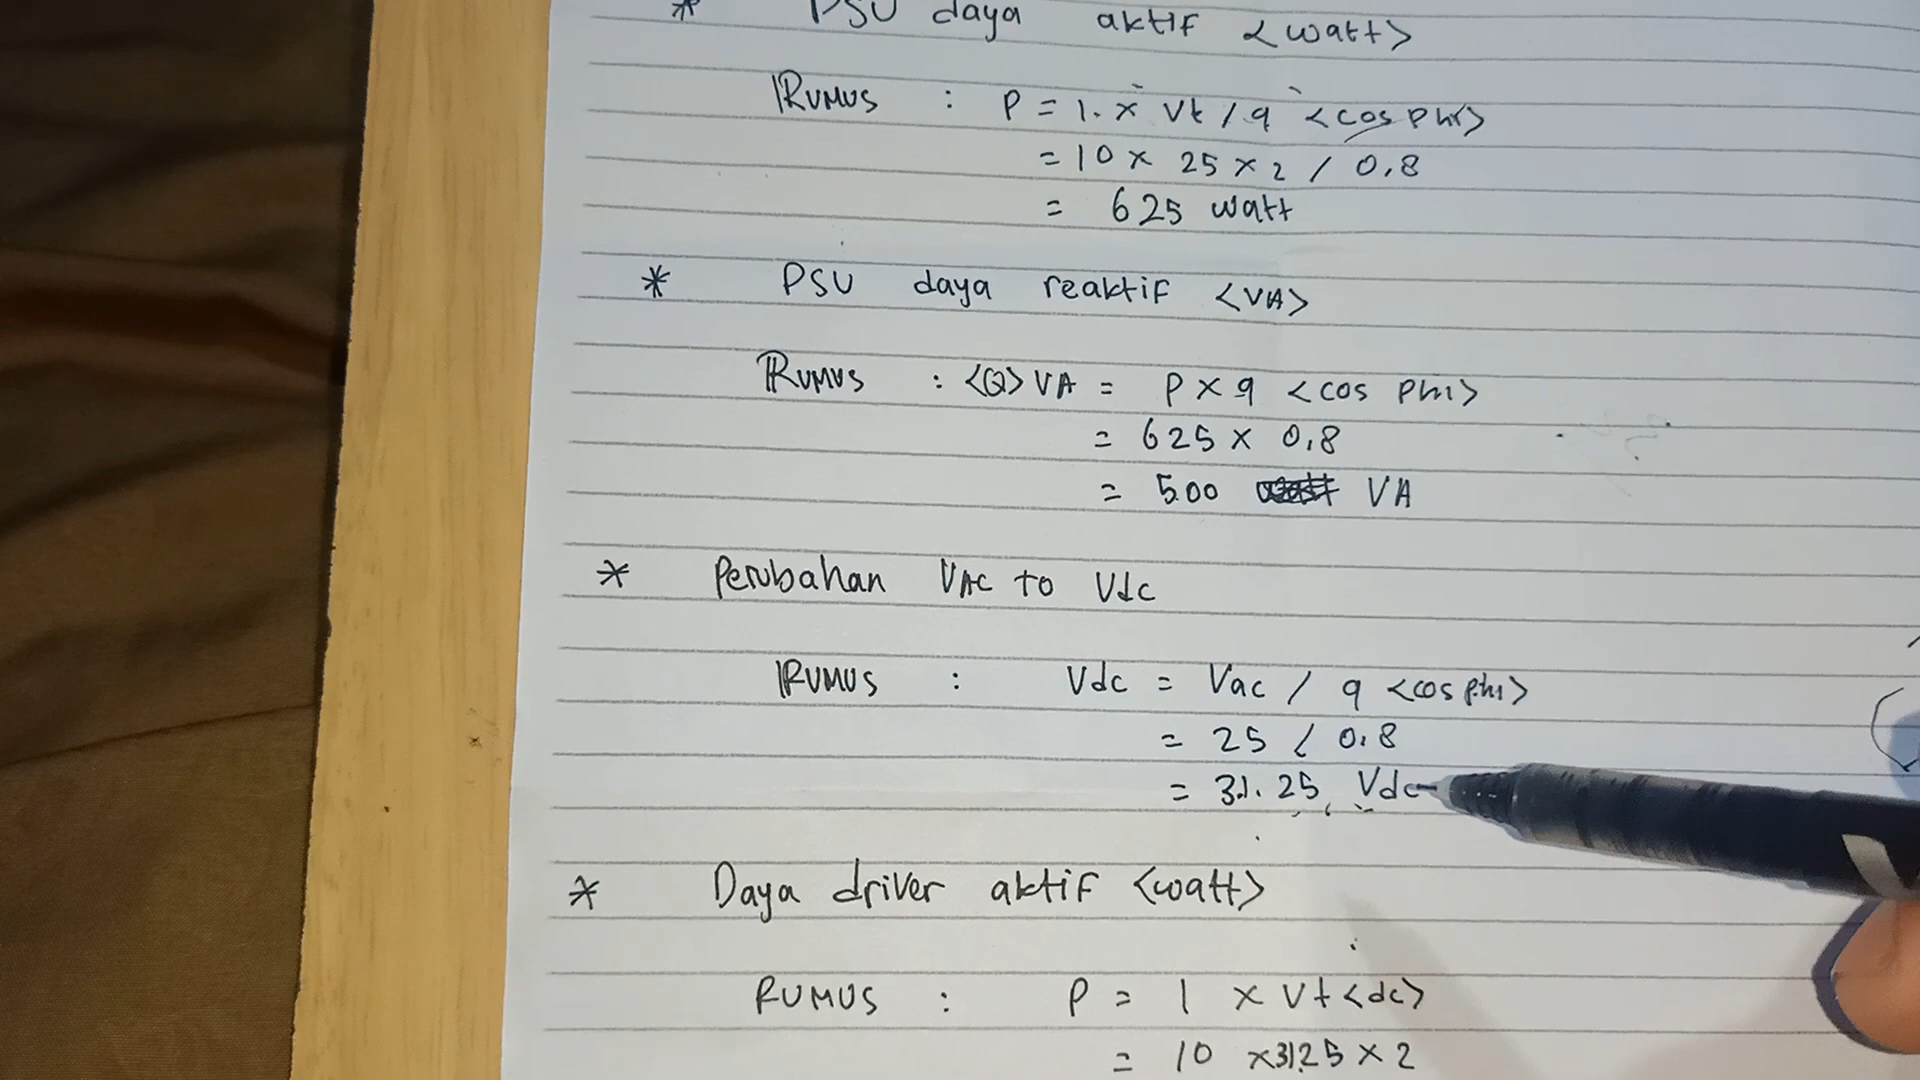 * PSU daya aktif <watt>
RUMUS : P = I. x Vt / q <cos phi>
= 10 x 25 x 2 / 0,8
= 625 watt
* PSU daya reaktif <VA>
RUMUS : <Q> VA = P x q <cos phi>
= 625 x 0,8
= 500 VA
* Perubahan VAC to Vdc
RUMUS : Vdc = Vac / q <cos phi>
= 25 / 0,8
= 31.25 Vdc
* Daya driver aktif <watt>
RUMUS : P = I x Vt <dc>
= 10 x 31.25 x 2